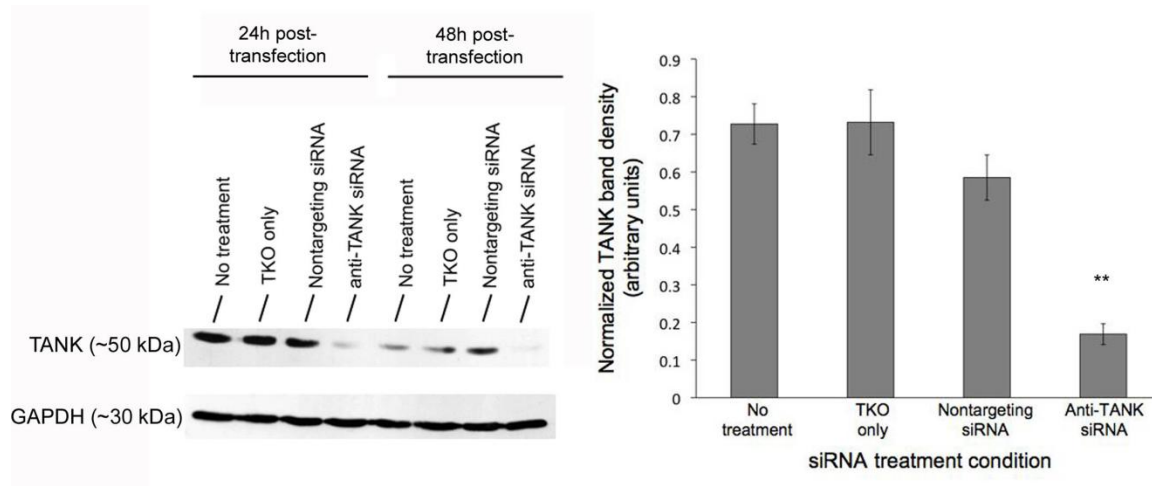 24h post-
transfection
48h post-
transfection
No treatment
TKO only
Nontargeting siRNA
anti-TANK siRNA
No treatment
TKO only
Nontargeting siRNA
anti-TANK siRNA
TANK (~50 kDa)
GAPDH (~30 kDa)
Normalized TANK band density
(arbitrary units)
0.9
0.8
0.7
0.6
0.5
0.4
0.3
0.2
0.1
0
**
No
treatment
TKO
only
Nontargeting
siRNA
Anti-TANK
siRNA
siRNA treatment condition